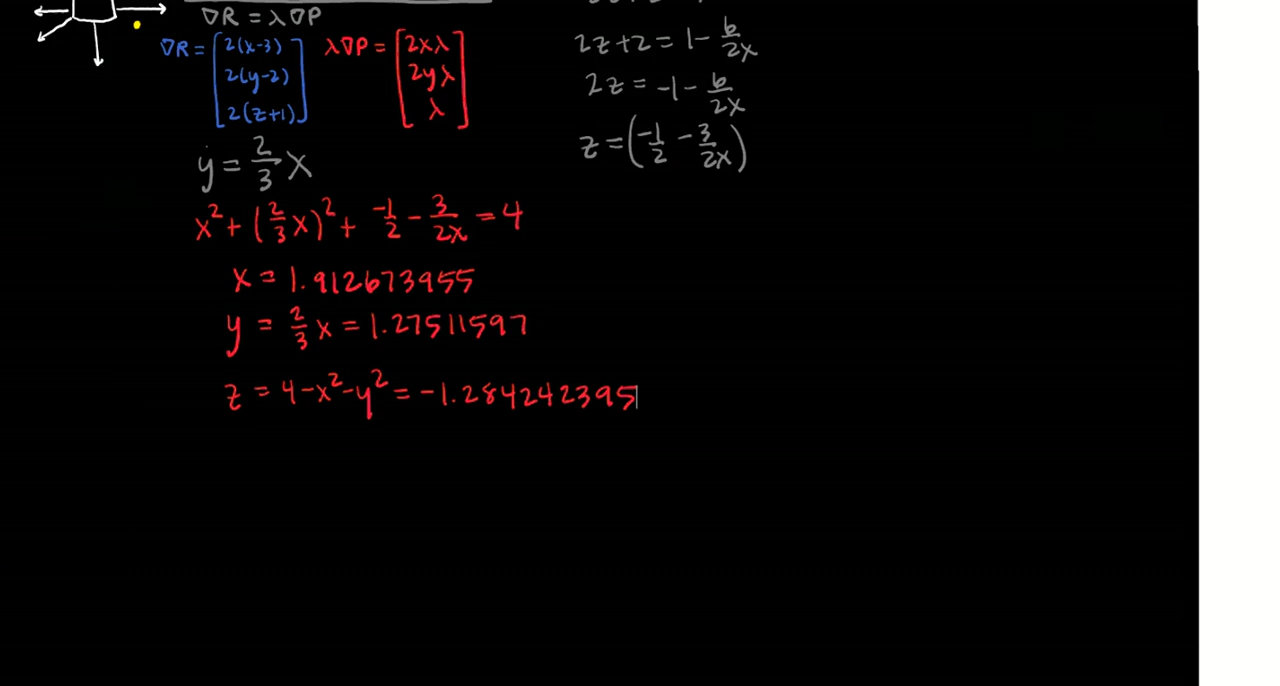 ∇R = λ∇P
∇R = [2(x-3) 2(y-2) 2(z+1)] λ∇P = [2xλ 2yλ λ]
y = 2/3 x
x² + (2/3 x)² + -1/2 - 3/2x = 4
x = 1.912673955
y = 2/3 x = 1.27511597
z = 4-x²-y² = -1.284242395
2z+2 = 1- 6/2x
2z = -1- 6/2x
z = (-1/2 - 3/2x)